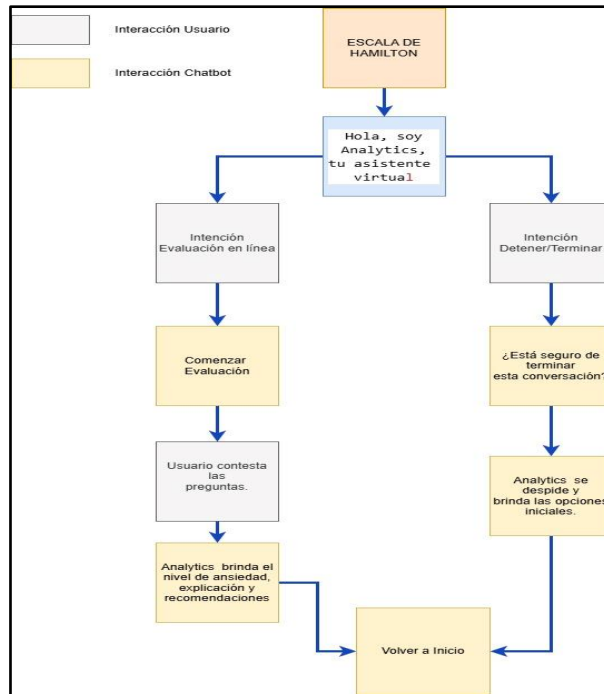 Interacción Usuario
Interacción Chatbot
ESCALA DE
HAMILTON
Hola, soy
Analytics,
tu asistente
virtual
Intención
Evaluación en línea
Intención
Detener/Terminar
Comenzar
Evaluación
¿Está seguro de
terminar
esta conversación?
Usuario contesta
las
preguntas.
Analytics se
despide y
brinda las opciones
iniciales.
Analytics brinda el
nivel de ansiedad,
explicación y
recomendaciones
Volver a Inicio